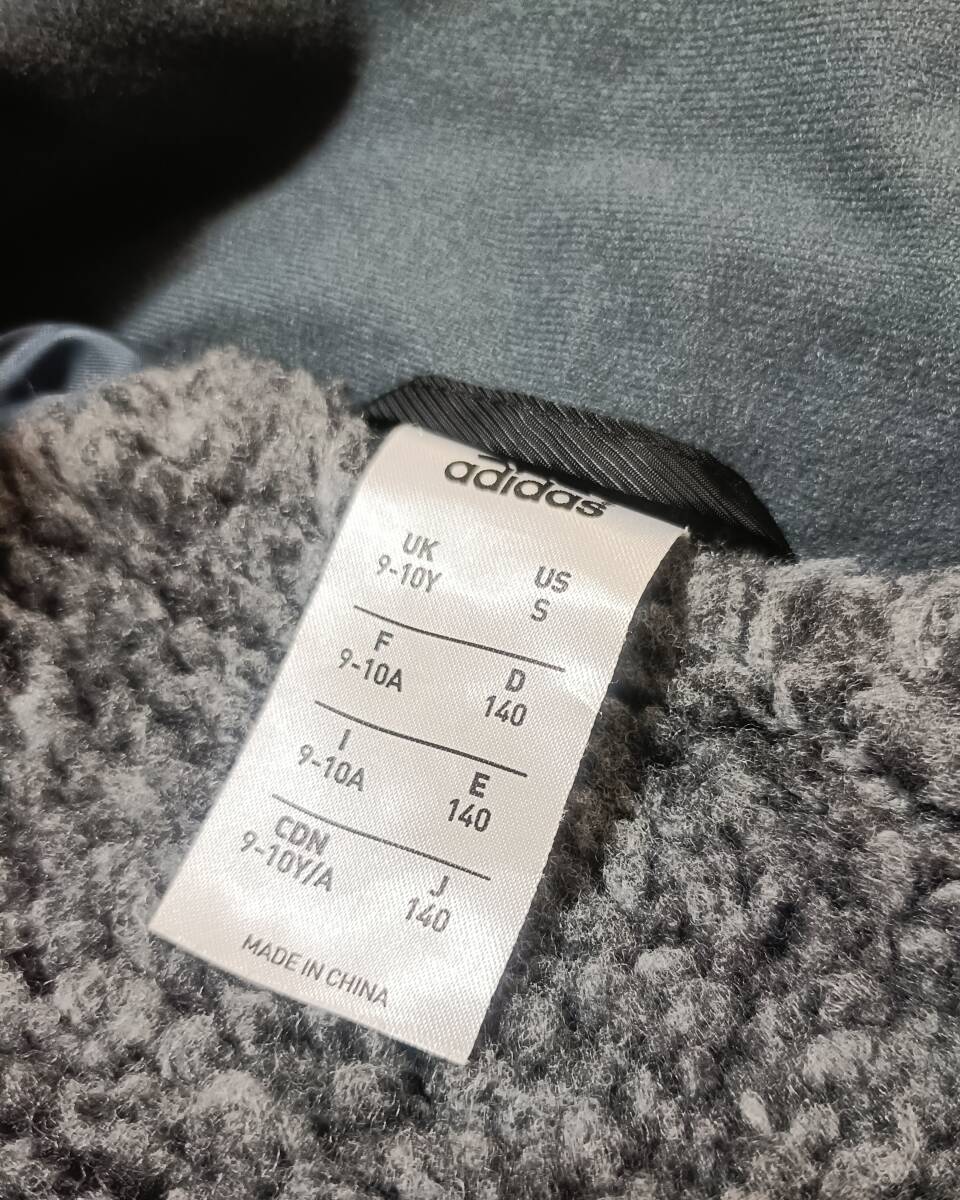 adidas
UK US
9-10Y S
F D
9-10A 140
I E
9-10A 140
CDN J
9-10Y/A 140
MADE IN CHINA